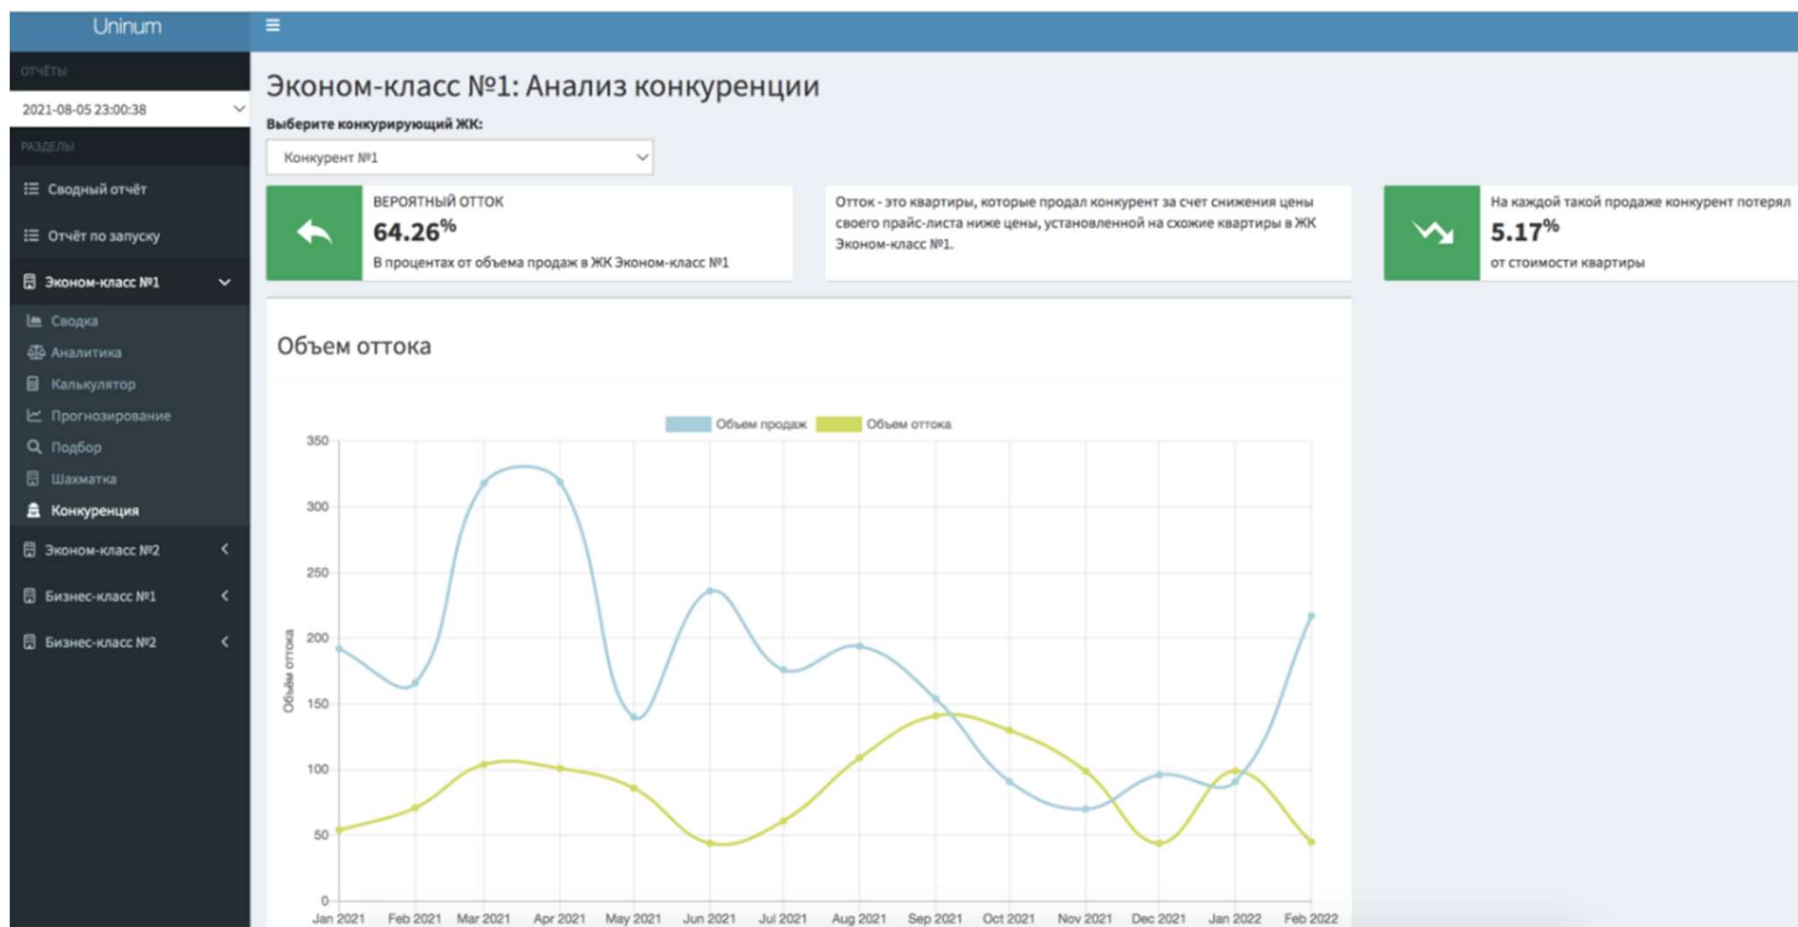 Uninum
ОТЧЁТЫ
2021-08-05 23:00:38
РАЗДЕЛЫ
Сводный отчёт
Отчёт по запуску
Эконом-класс №1
Сводка
Аналитика
Калькулятор
Прогнозирование
Подбор
Шахматка
Конкуренция
Эконом-класс №2
Бизнес-класс №1
Бизнес-класс №2
Эконом-класс №1: Анализ конкуренции
Выберите конкурирующий ЖК:
Конкурент №1
ВЕРОЯТНЫЙ ОТТОК
64.26%
В процентах от объема продаж в ЖК Эконом-класс №1
Отток - это квартиры, которые продал конкурент за счет снижения цены
своего прайс-листа ниже цены, установленной на схожие квартиры в ЖК
Эконом-класс №1.
На каждой такой продаже конкурент потерял
5.17%
от стоимости квартиры
Объем оттока
Объем продаж Объем оттока
350
300
250
200
150
100
50
0
Объём оттока
Jan 2021 Feb 2021 Mar 2021 Apr 2021 May 2021 Jun 2021 Jul 2021 Aug 2021 Sep 2021 Oct 2021 Nov 2021 Dec 2021 Jan 2022 Feb 2022